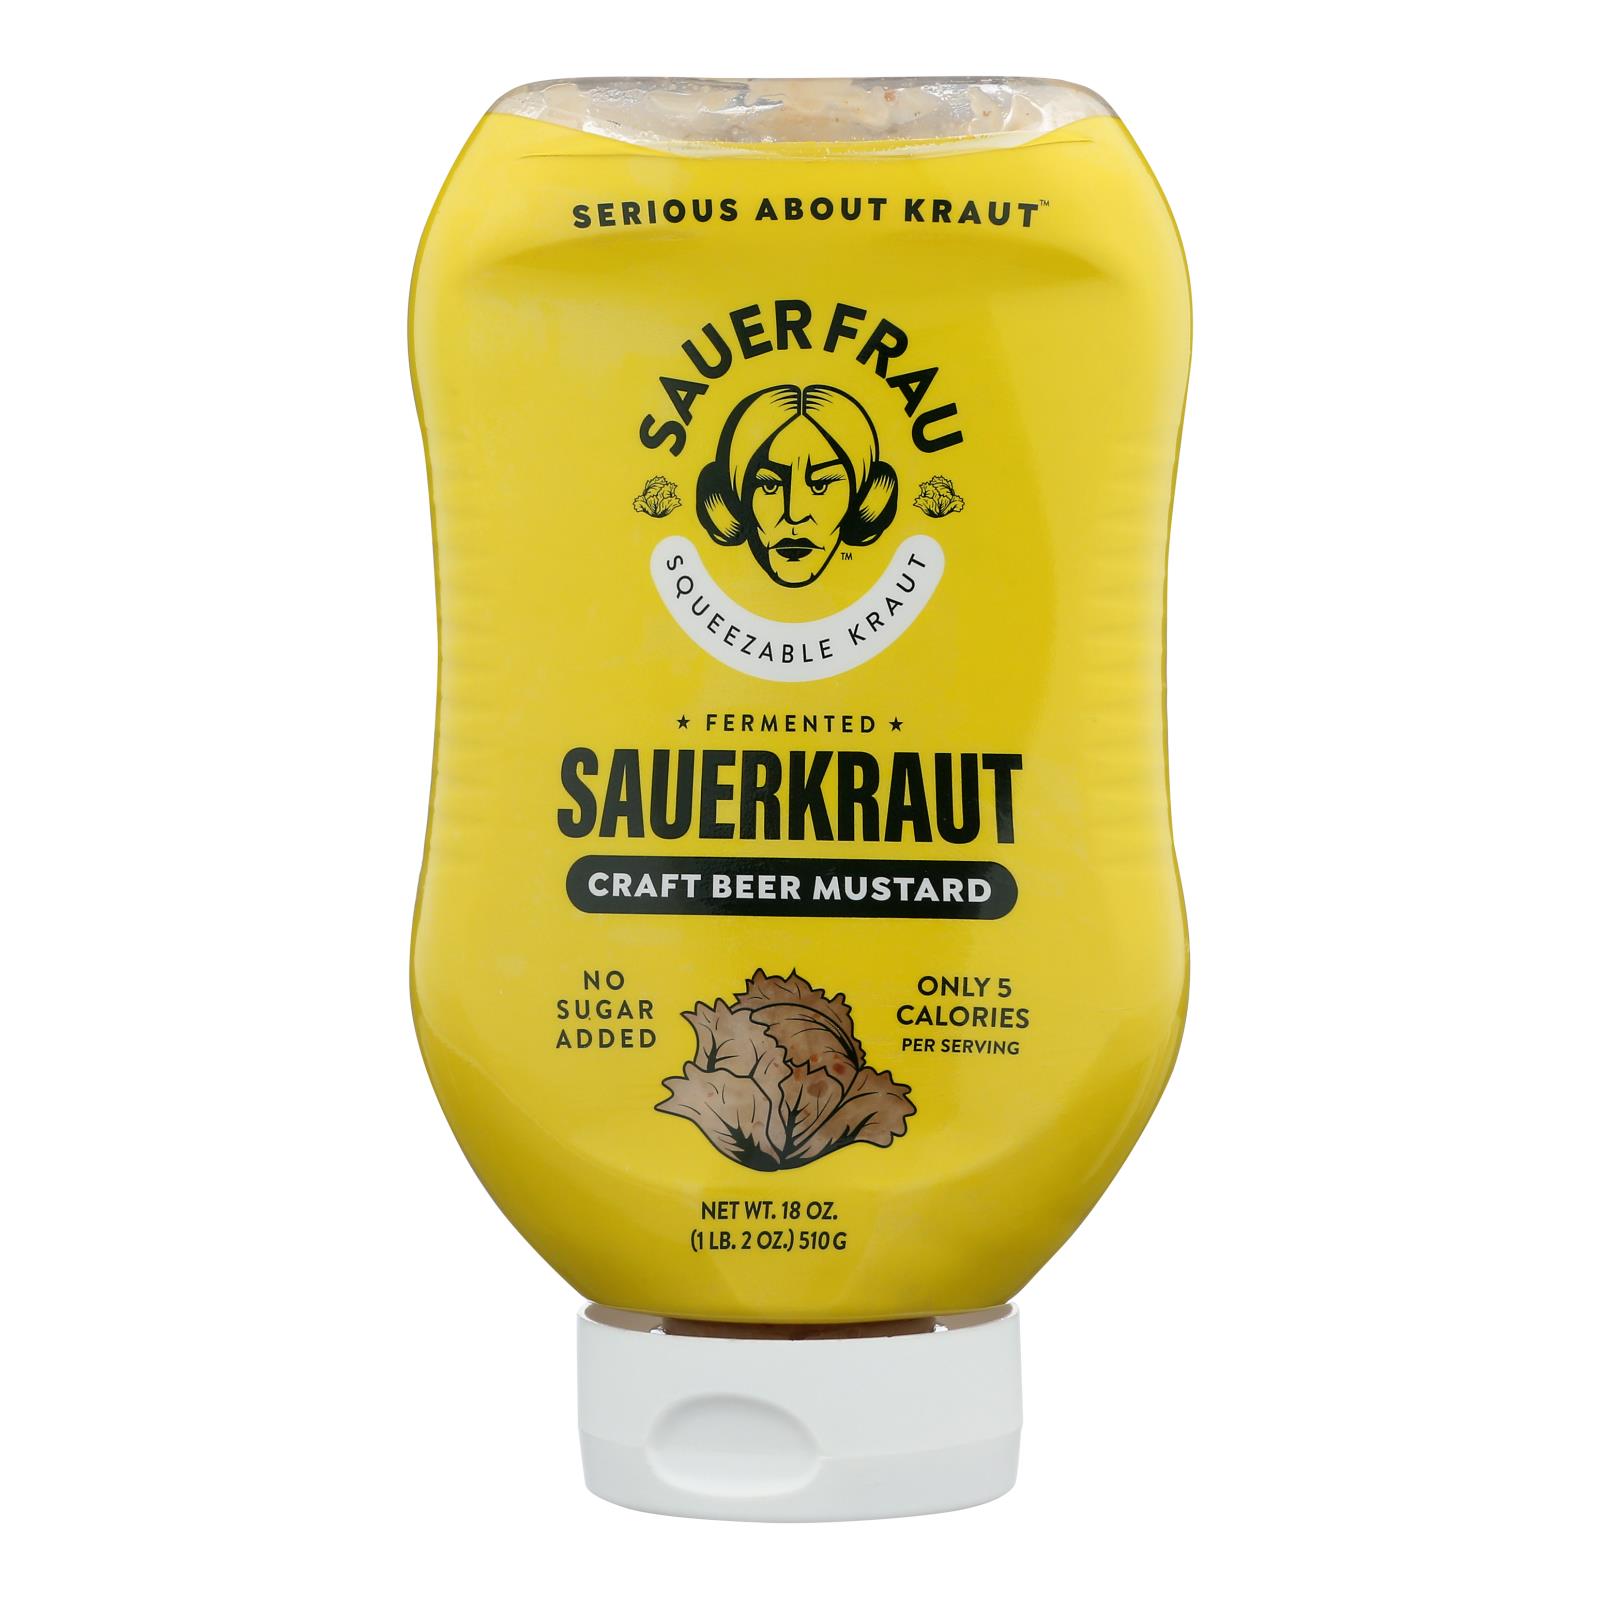 SERIOUS ABOUT KRAUT™
SAUER FRAU
™
SQUEEZABLE KRAUT
★ FERMENTED ★
SAUERKRAUT
CRAFT BEER MUSTARD
NO
SUGAR
ADDED
ONLY 5
CALORIES
PER SERVING
NET WT. 18 OZ.
(1 LB. 2 OZ.) 510 G